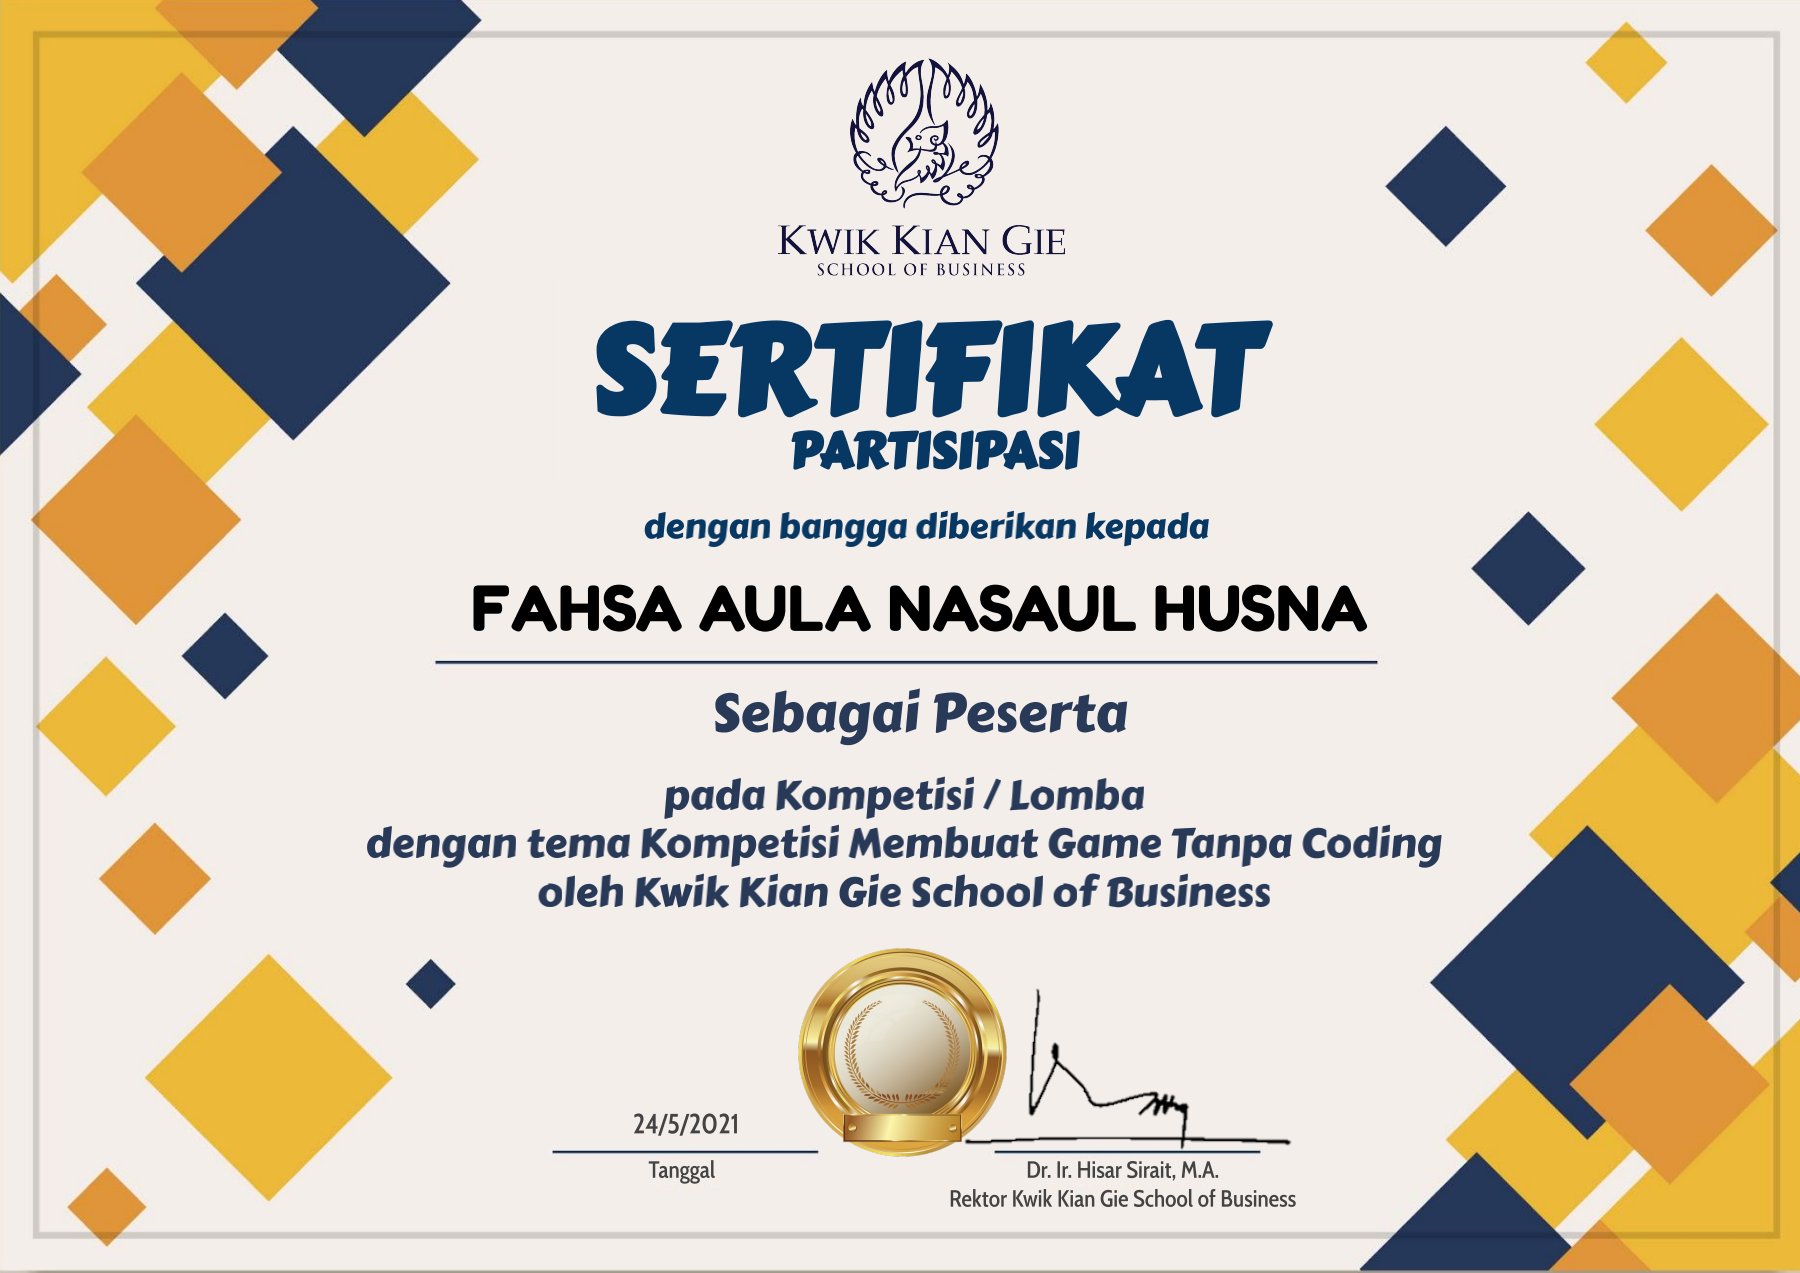 KWIK KIAN GIE
SCHOOL OF BUSINESS
SERTIFIKAT
PARTISIPASI
dengan bangga diberikan kepada
FAHSA AULA NASAUL HUSNA
Sebagai Peserta
pada Kompetisi / Lomba
dengan tema Kompetisi Membuat Game Tanpa Coding
oleh Kwik Kian Gie School of Business
24/5/2021
Tanggal
Dr. Ir. Hisar Sirait, M.A.
Rektor Kwik Kian Gie School of Business